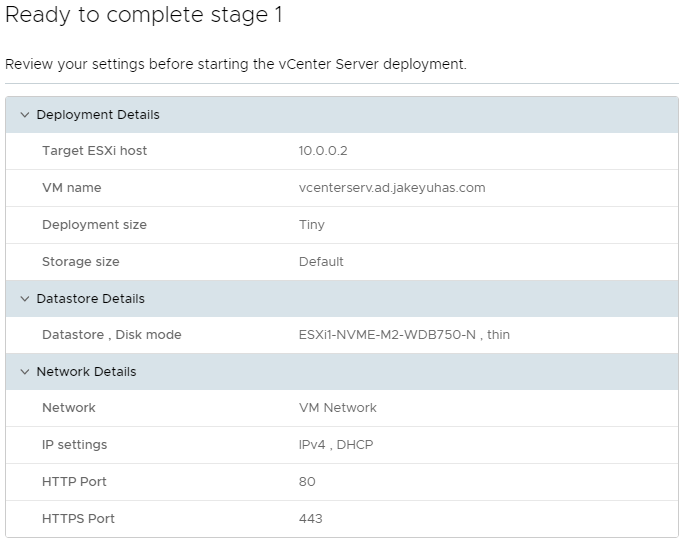 Ready to complete stage 1
Review your settings before starting the vCenter Server deployment.
Deployment Details
Target ESXi host 10.0.0.2
VM name vcenterserv.ad.jakeyuhas.com
Deployment size Tiny
Storage size Default
Datastore Details
Datastore , Disk mode ESXi1-NVME-M2-WDB750-N , thin
Network Details
Network VM Network
IP settings IPv4 , DHCP
HTTP Port 80
HTTPS Port 443